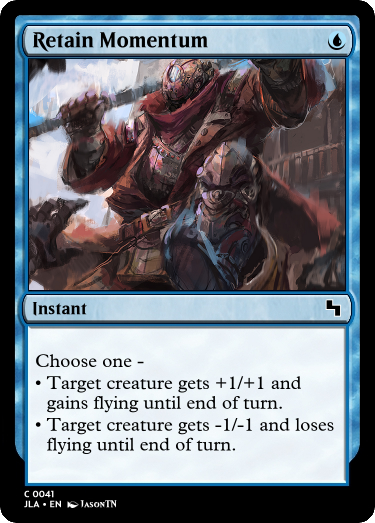 Retain Momentum
Instant
Choose one -
• Target creature gets +1/+1 and
gains flying until end of turn.
• Target creature gets -1/-1 and loses
flying until end of turn.
C 0041
JLA • EN JASONTN